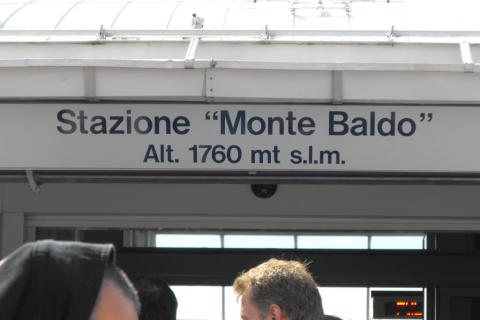 Stazione "Monte Baldo"
Alt. 1760 mt s.l.m.